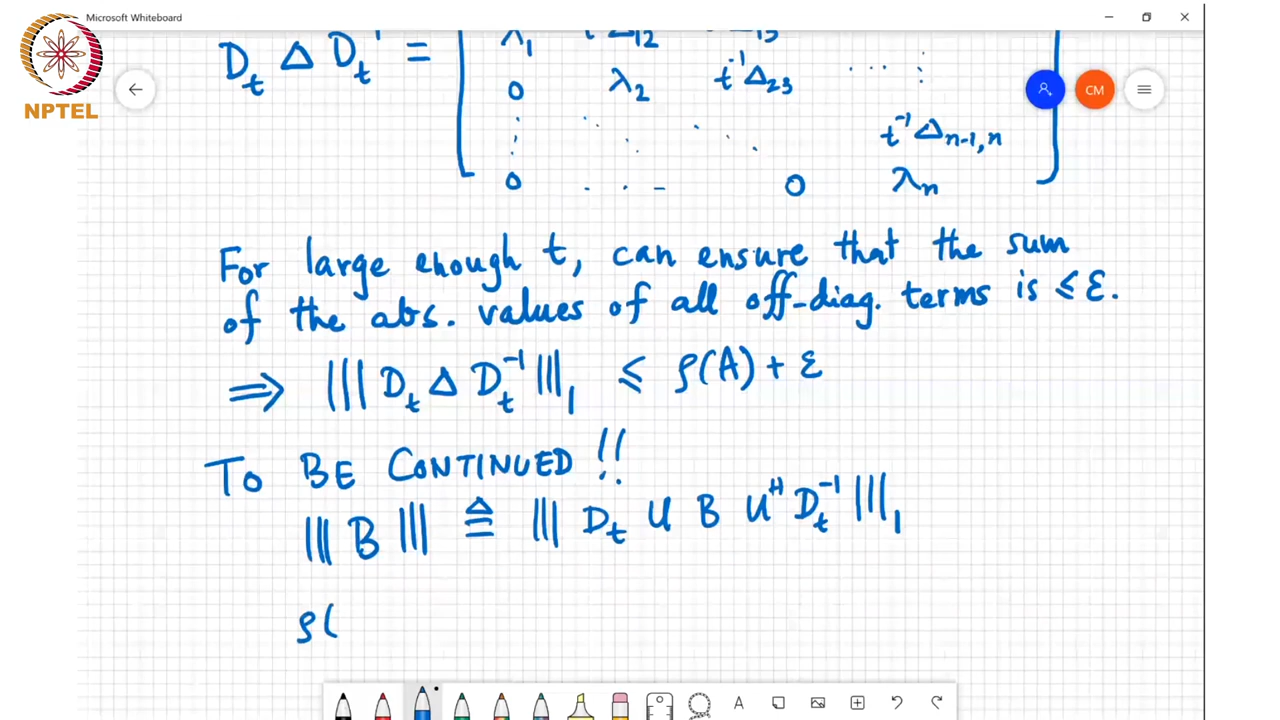 Microsoft Whiteboard
NPTEL
CM
D_t Δ D_t^{-1} = [ λ_1
0 λ_2 t^{-1} Δ_{23} . . . ⋮
⋮ ⋱ ⋱ t^{-1} Δ_{n-1,n}
0 . . - 0 λ_n ]
For large enough t, can ensure that the sum
of the abs. values of all off-diag. terms is ⩽ ε.
⟹ ||| D_t Δ D_t^{-1} |||_1 ⩽ ρ(A) + ε
TO BE CONTINUED !!
||| B ||| ≜ ||| D_t U B U^H D_t^{-1} |||_1
ρ(
A